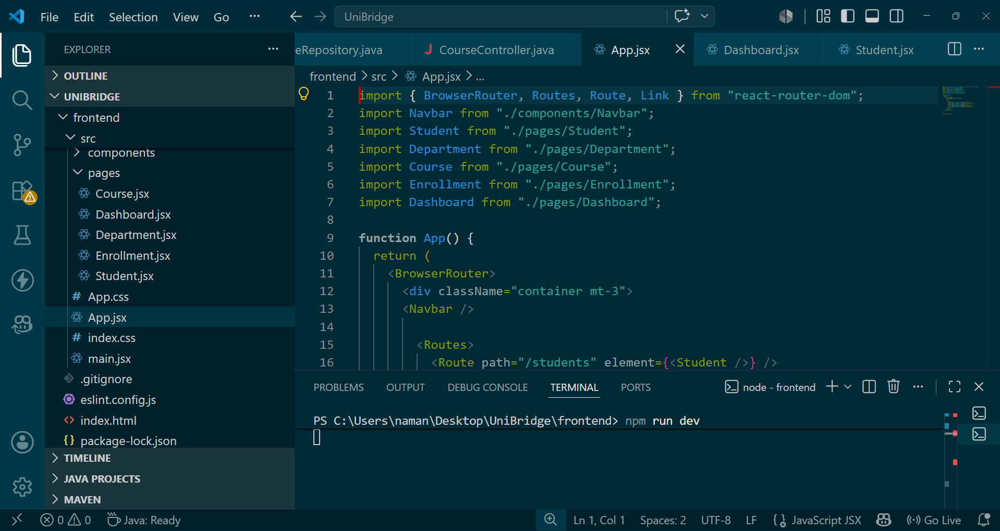 File Edit Selection View Go ··· UniBridge
EXPLORER ···
OUTLINE
UNIBRIDGE
frontend
src
components
pages
Course.jsx
Dashboard.jsx
Department.jsx
Enrollment.jsx
Student.jsx
# App.css
App.jsx
# index.css
main.jsx
.gitignore
eslint.config.js
<> index.html
{} package-lock.json
TIMELINE
JAVA PROJECTS
MAVEN
eRepository.java J CourseController.java App.jsx Dashboard.jsx Student.jsx ···
frontend > src > App.jsx > ...
1 import { BrowserRouter, Routes, Route, Link } from "react-router-dom";
2 import Navbar from "./components/Navbar";
3 import Student from "./pages/Student";
4 import Department from "./pages/Department";
5 import Course from "./pages/Course";
6 import Enrollment from "./pages/Enrollment";
7 import Dashboard from "./pages/Dashboard";
8
9 function App() {
10 return (
11 <BrowserRouter>
12 <div className="container mt-3">
13 <Navbar />
14
15 <Routes>
16 <Route path="/students" element={<Student />} />
PROBLEMS OUTPUT DEBUG CONSOLE TERMINAL PORTS node - frontend ···
PS C:\Users\naman\Desktop\UniBridge\frontend> npm run dev
0 0 Java: Ready Ln 1, Col 1 Spaces: 2 UTF-8 LF JavaScript JSX Go Live